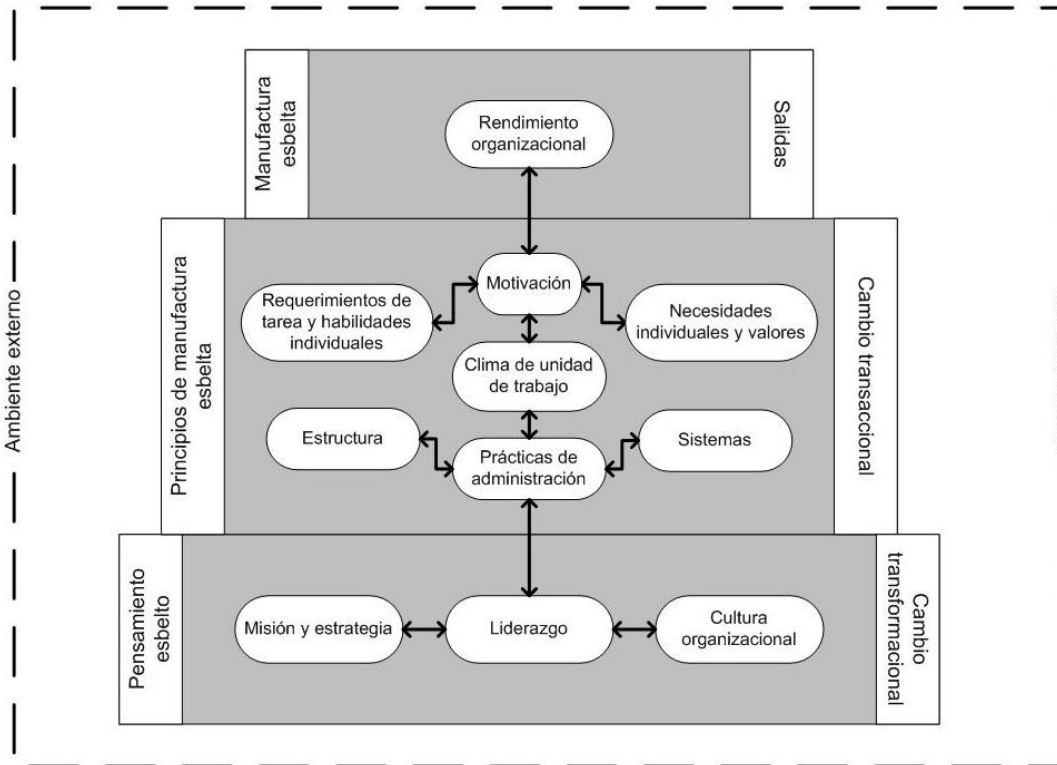 Ambiente externo
Manufactura
esbelta
Rendimiento
organizacional
Salidas
Principios de manufactura
esbelta
Motivación
Requerimientos de
tarea y habilidades
individuales
Necesidades
individuales y valores
Clima de unidad
de trabajo
Estructura
Sistemas
Prácticas de
administración
Cambio transaccional
Pensamiento
esbelto
Misión y estrategia
Liderazgo
Cultura
organizacional
Cambio
transformacional